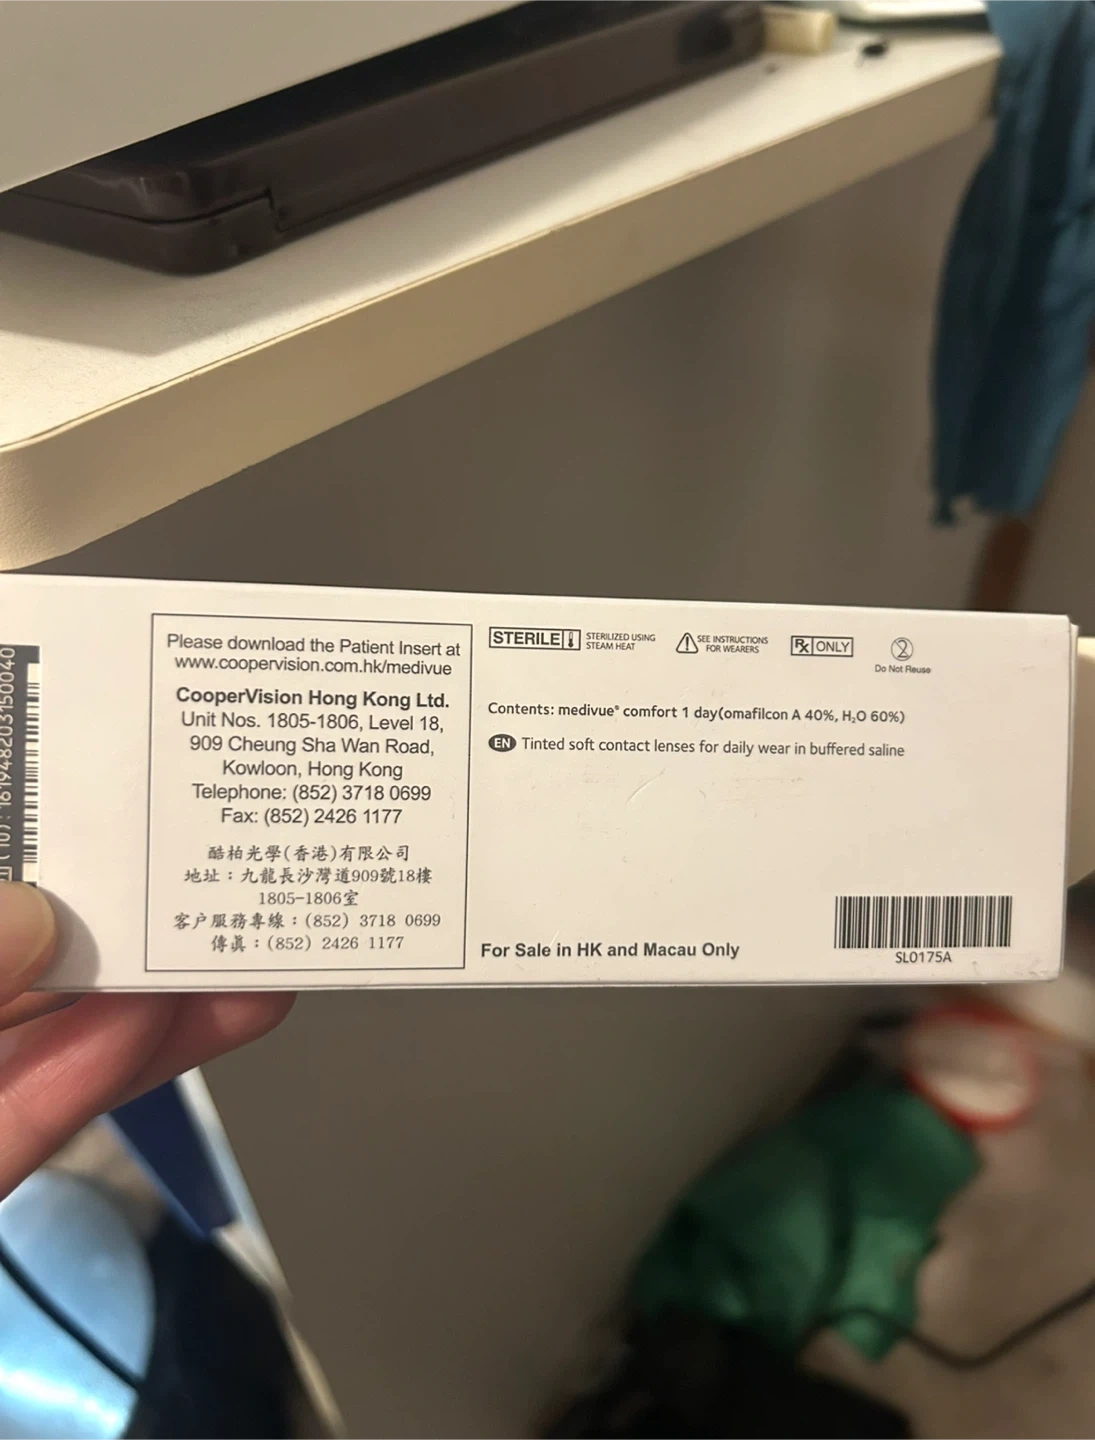 (10):161948203150040
Please download the Patient Insert at
www.coopervision.com.hk/medivue
CooperVision Hong Kong Ltd.
Unit Nos. 1805-1806, Level 18,
909 Cheung Sha Wan Road,
Kowloon, Hong Kong
Telephone: (852) 3718 0699
Fax: (852) 2426 1177
酷柏光學(香港)有限公司
地址：九龍長沙灣道909號18樓
1805-1806室
客户服務專線：(852) 3718 0699
傳眞：(852) 2426 1177
STERILE
STERILIZED USING
STEAM HEAT
SEE INSTRUCTIONS
FOR WEARERS
Rx ONLY
2
Do Not Reuse
Contents: medivue® comfort 1 day(omafilcon A 40%, H₂O 60%)
EN Tinted soft contact lenses for daily wear in buffered saline
For Sale in HK and Macau Only
SL0175A